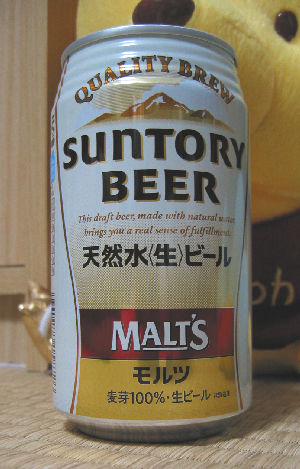 QUALITY BREW
SUNTORY
BEER
This draft beer, made with natural water
brings you a real sense of fulfillment.
天然水〈生〉ビール
MALT'S
モルツ
麦芽100%・生ビール